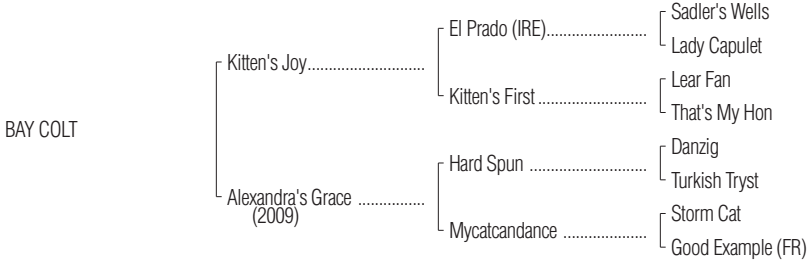 Sadler's Wells
El Prado (IRE)........................
Lady Capulet
Kitten's Joy............................
Lear Fan
Kitten's First ..........................
That's My Hon
BAY COLT
Danzig
Hard Spun ............................
Turkish Tryst
Alexandra's Grace ................
(2009)
Storm Cat
Mycatcandance ....................
Good Example (FR)